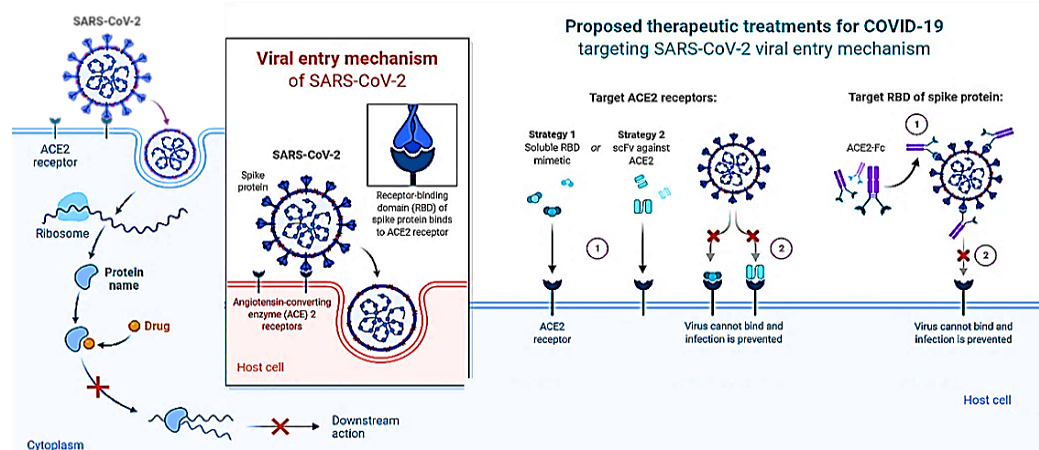 SARS-CoV-2
ACE2
receptor
Ribosome
Protein
name
Drug
Downstream
action
Cytoplasm
Viral entry mechanism
of SARS-CoV-2
SARS-CoV-2
Spike
protein
Receptor-binding
domain (RBD) of
spike protein binds
to ACE2 receptor
Angiotensin-converting
enzyme (ACE) 2
receptors
Host cell
Proposed therapeutic treatments for COVID-19
targeting SARS-CoV-2 viral entry mechanism
Target ACE2 receptors:
Strategy 1
Soluble RBD
mimetic
or
Strategy 2
scFv against
ACE2
1
2
ACE2
receptor
Virus cannot bind and
infection is prevented
Target RBD of spike protein:
1
ACE2-Fc
2
Virus cannot bind and
infection is prevented
Host cell